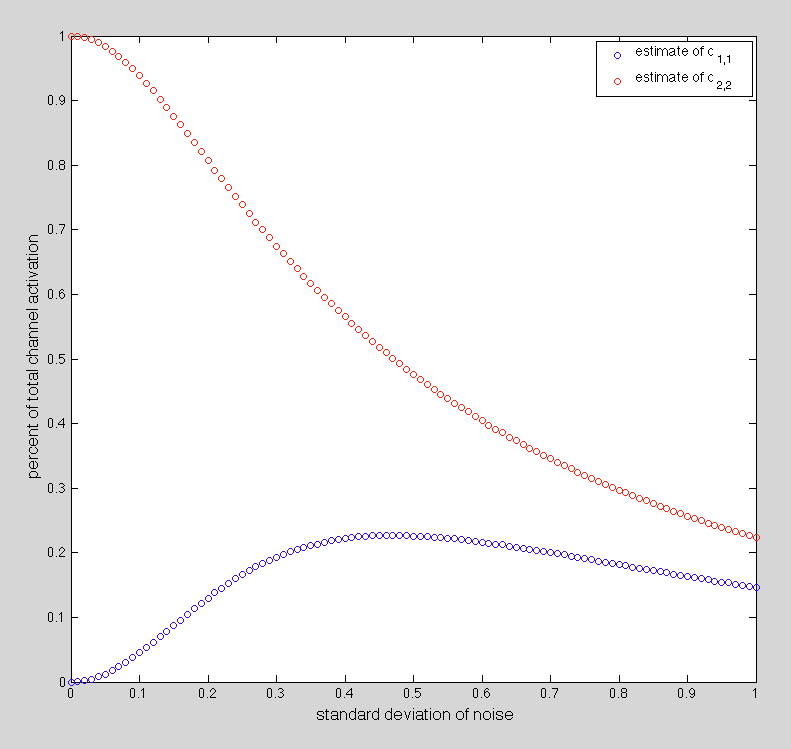 estimate of c 1,1
estimate of c 2,2
1
0.9
0.8
0.7
0.6
0.5
0.4
0.3
0.2
0.1
0
percent of total channel activation
0 0.1 0.2 0.3 0.4 0.5 0.6 0.7 0.8 0.9 1
standard deviation of noise